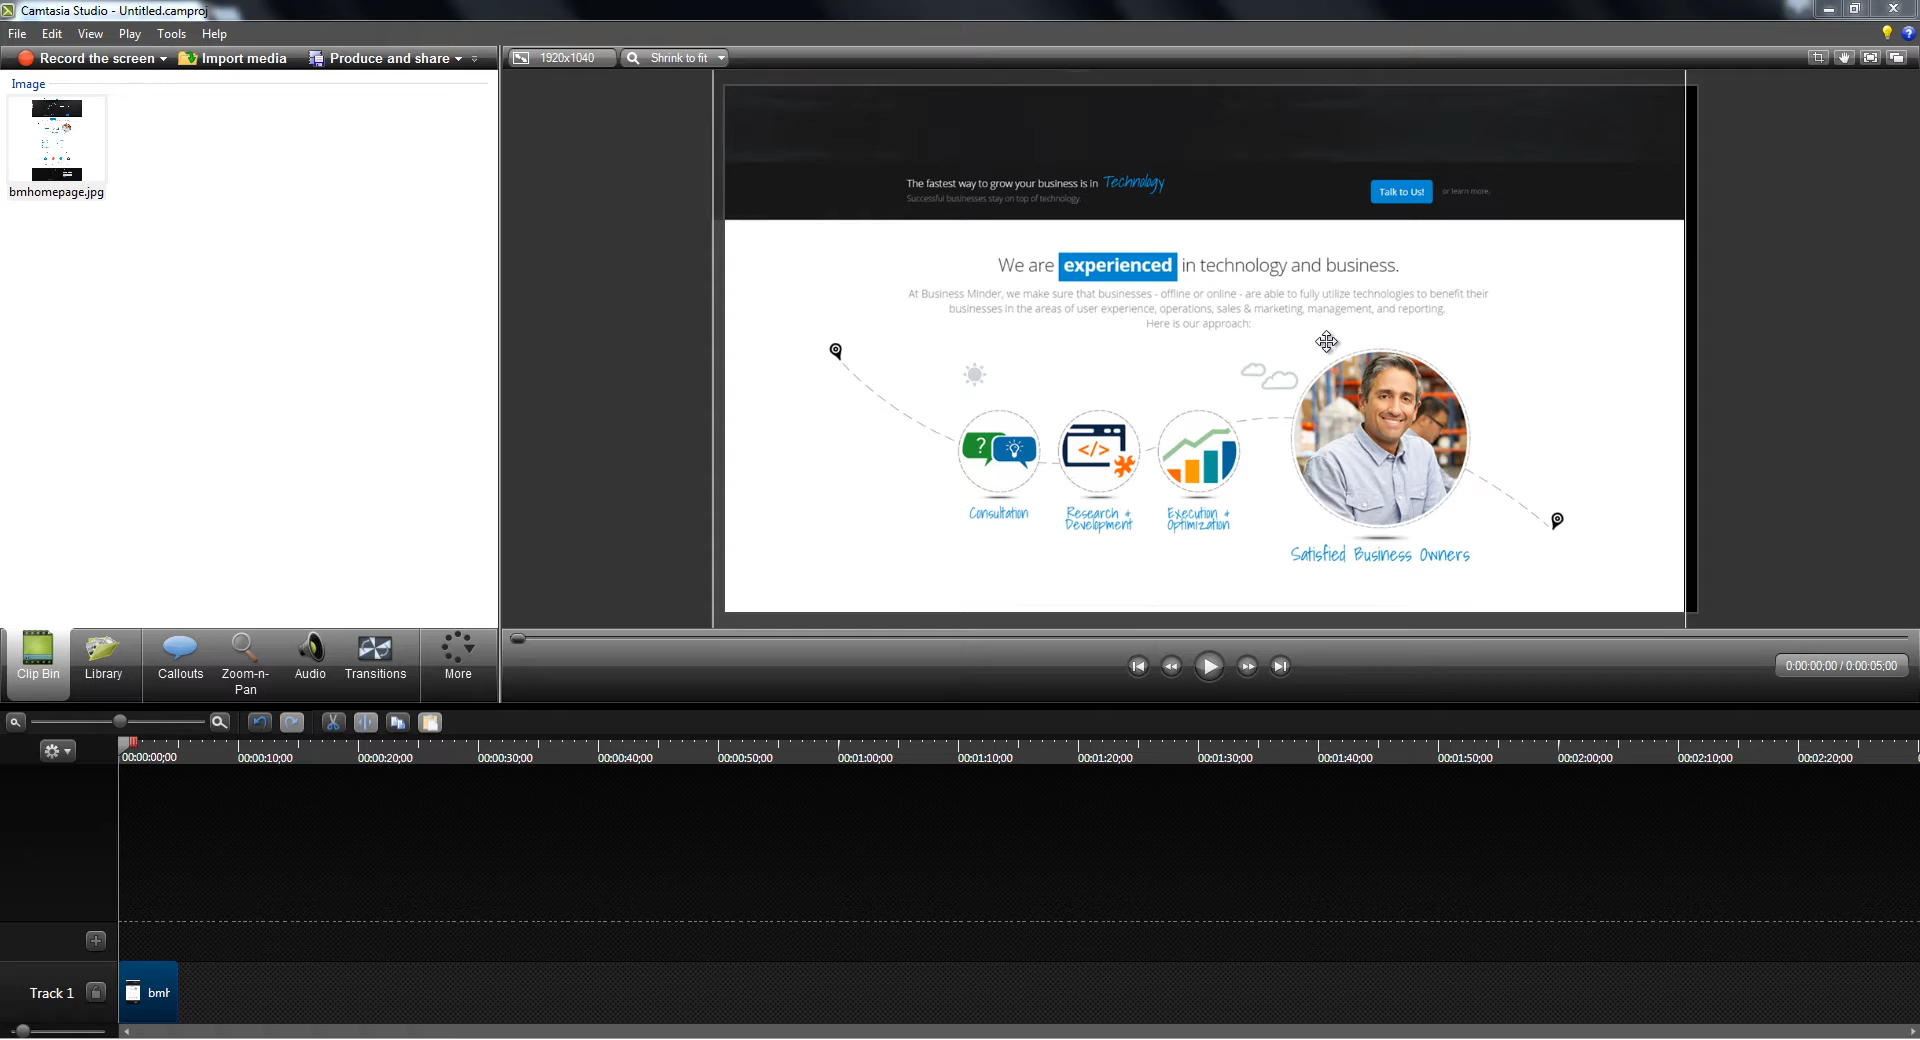 Camtasia Studio - Untitled.camproj
File Edit View Play Tools Help
Record the screen Import media Produce and share
1920x1040 Shrink to fit
Image
bmhomepage.jpg
The fastest way to grow your business is in Technology
Successful businesses stay on top of technology.
Talk to Us! or learn more.
We are experienced in technology and business.
At Business Minder, we make sure that businesses - offline or online - are able to fully utilize technologies to benefit their
businesses in the areas of user experience, operations, sales & marketing, management, and reporting.
Here is our approach:
Consultation
Research +
Development
Execution +
Optimization
Satisfied Business Owners
Clip Bin
Library
Callouts
Zoom-n-
Pan
Audio
Transitions
More
0:00:00;00 / 0:00:05;00
00:00:00;00 00:00:10;00 00:00:20;00 00:00:30;00 00:00:40;00 00:00:50;00 00:01:00;00 00:01:10;00 00:01:20;00 00:01:30;00 00:01:40;00 00:01:50;00 00:02:00;00 00:02:10;00 00:02:20;00
Track 1
bmh